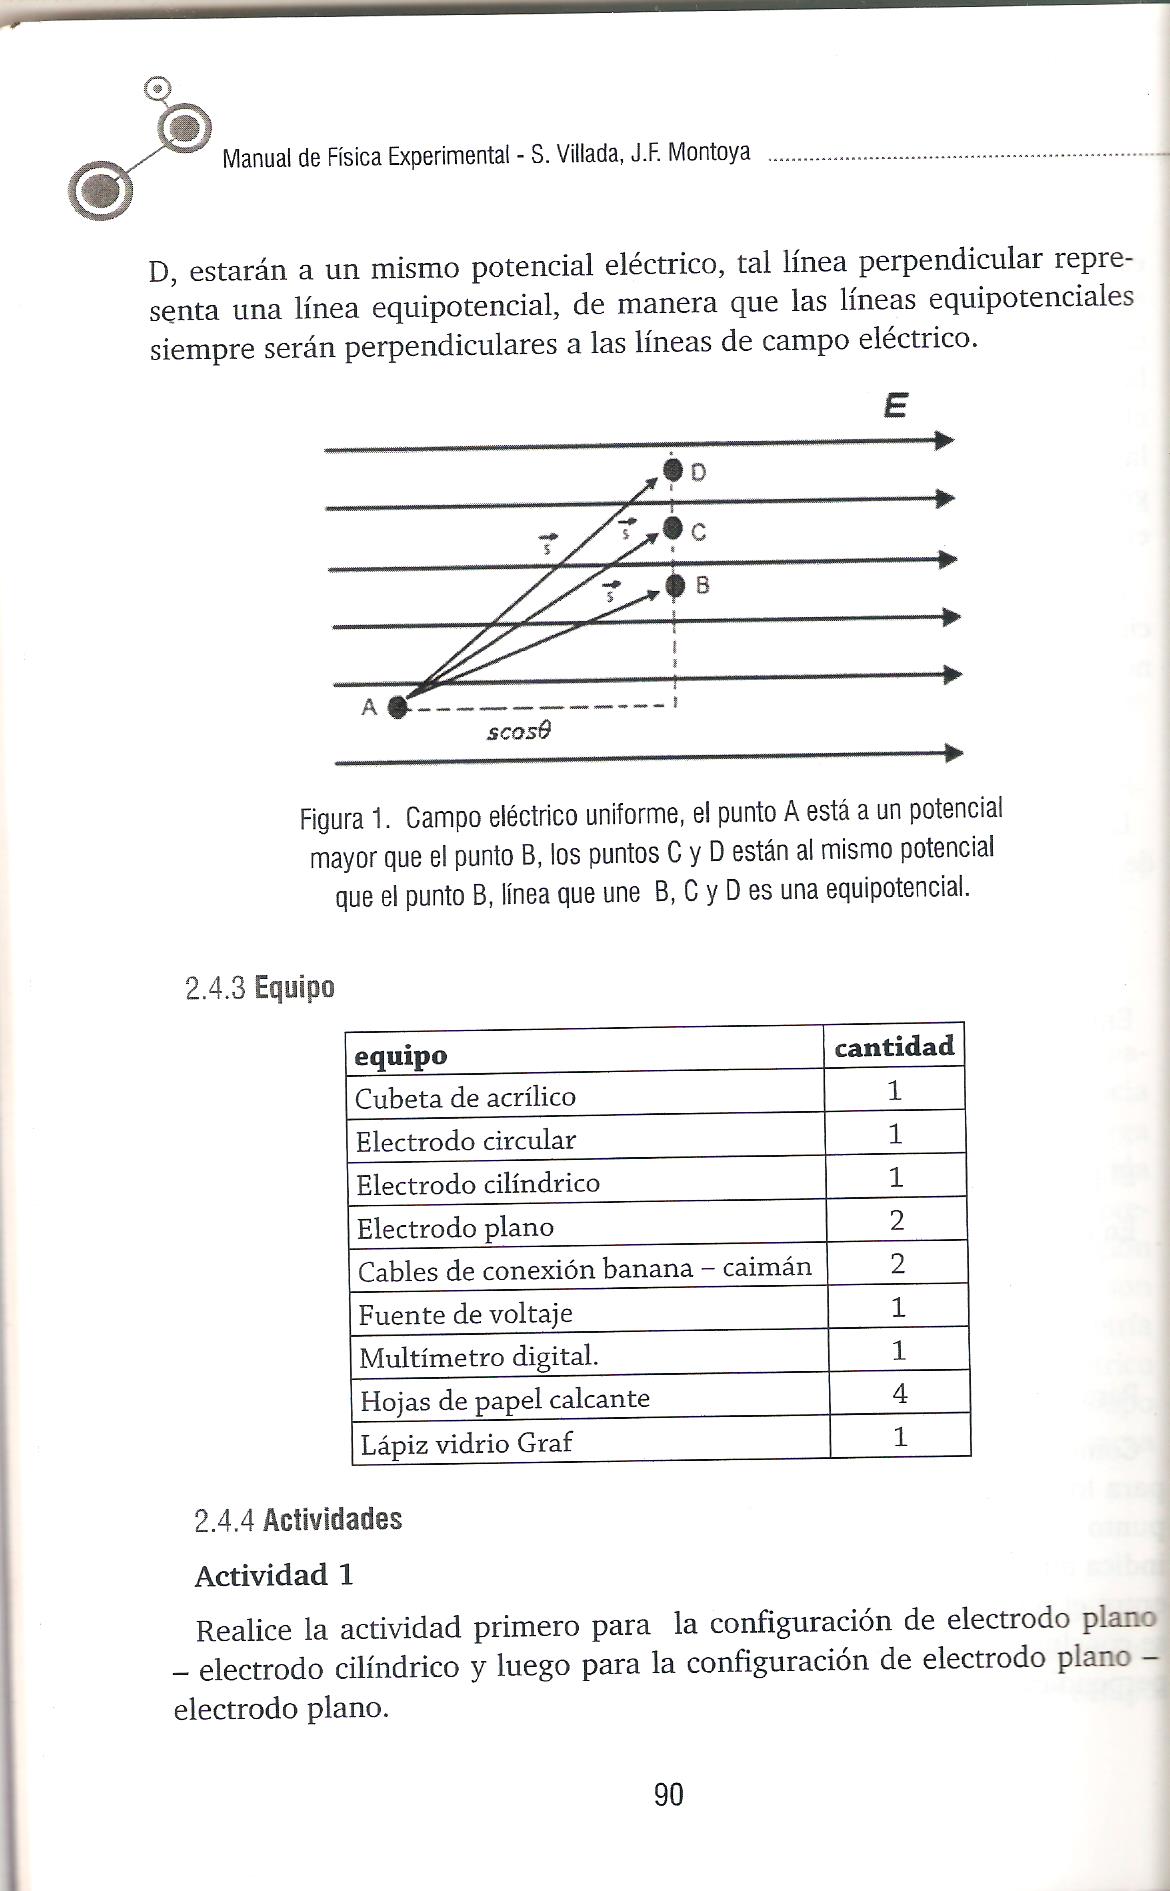 Manual de Física Experimental - S. Villada, J.F. Montoya
D, estarán a un mismo potencial eléctrico, tal línea perpendicular repre-
senta una línea equipotencial, de manera que las líneas equipotenciales
siempre serán perpendiculares a las líneas de campo eléctrico.
E
D
s
s
C
s
B
A
scosθ
Figura 1. Campo eléctrico uniforme, el punto A está a un potencial
mayor que el punto B, los puntos C y D están al mismo potencial
que el punto B, línea que une B, C y D es una equipotencial.
2.4.3 Equipo
equipo cantidad
Cubeta de acrílico 1
Electrodo circular 1
Electrodo cilíndrico 1
Electrodo plano 2
Cables de conexión banana – caimán 2
Fuente de voltaje 1
Multímetro digital. 1
Hojas de papel calcante 4
Lápiz vidrio Graf 1
2.4.4 Actividades
Actividad 1
Realice la actividad primero para la configuración de electrodo plano
– electrodo cilíndrico y luego para la configuración de electrodo plano –
electrodo plano.
90